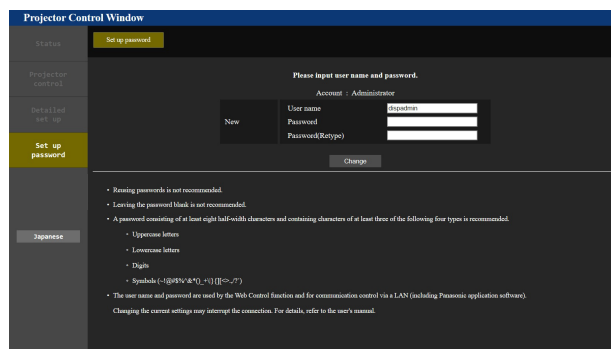 Projector Control Window
Status
Set up password
Projector
control
Please input user name and password.
Account : Administrator
Detailed
set up
New
User name
dispadmin
Password
Password(Retype)
Set up
password
Change
• Reusing passwords is not recommended.
• Leaving the password blank is not recommended.
• A password consisting of at least eight half-width characters and containing characters of at least three of the following four types is recommended.
Japanese
• Uppercase letters
• Lowercase letters
• Digits
• Symbols
• The user name and password are used by the Web Control function and for communication control via a LAN (including Panasonic application software).
Changing the current settings may interrupt the connection. For details, refer to the user's manual.